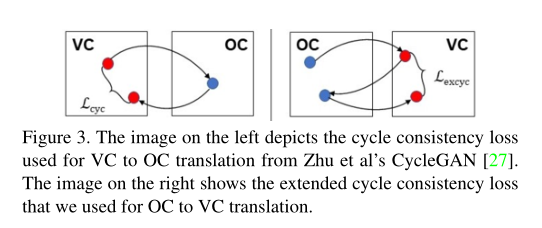 VC
OC
OC
VC
ℒcyc
ℒexcyc
Figure 3. The image on the left depicts the cycle consistency loss
used for VC to OC translation from Zhu et al's CycleGAN [27].
The image on the right shows the extended cycle consistency loss
that we used for OC to VC translation.